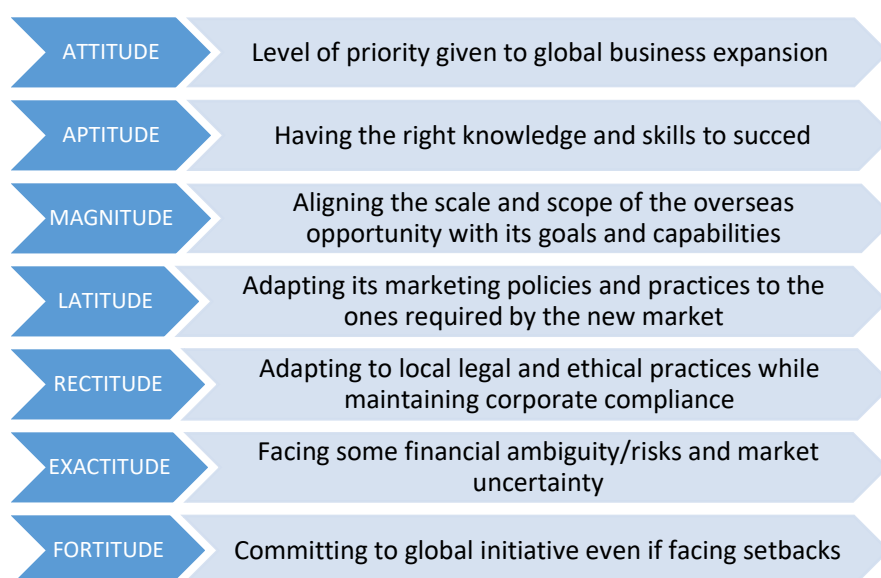 ATTITUDE
Level of priority given to global business expansion
APTITUDE
Having the right knowledge and skills to succed
MAGNITUDE
Aligning the scale and scope of the overseas
opportunity with its goals and capabilities
LATITUDE
Adapting its marketing policies and practices to the
ones required by the new market
RECTITUDE
Adapting to local legal and ethical practices while
maintaining corporate compliance
EXACTITUDE
Facing some financial ambiguity/risks and market
uncertainty
FORTITUDE
Committing to global initiative even if facing setbacks